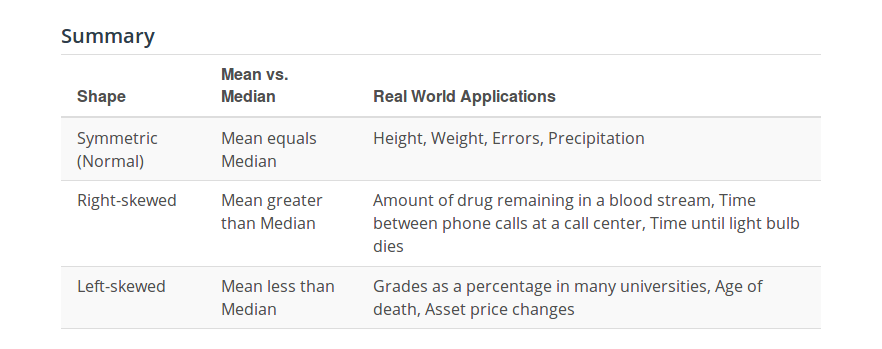 Summary
Mean vs.
Shape Median Real World Applications
Symmetric Mean equals Height, Weight, Errors, Precipitation
(Normal) Median
Right-skewed Mean greater Amount of drug remaining in a blood stream, Time
than Median between phone calls at a call center, Time until light bulb
dies
Left-skewed Mean less than Grades as a percentage in many universities, Age of
Median death, Asset price changes